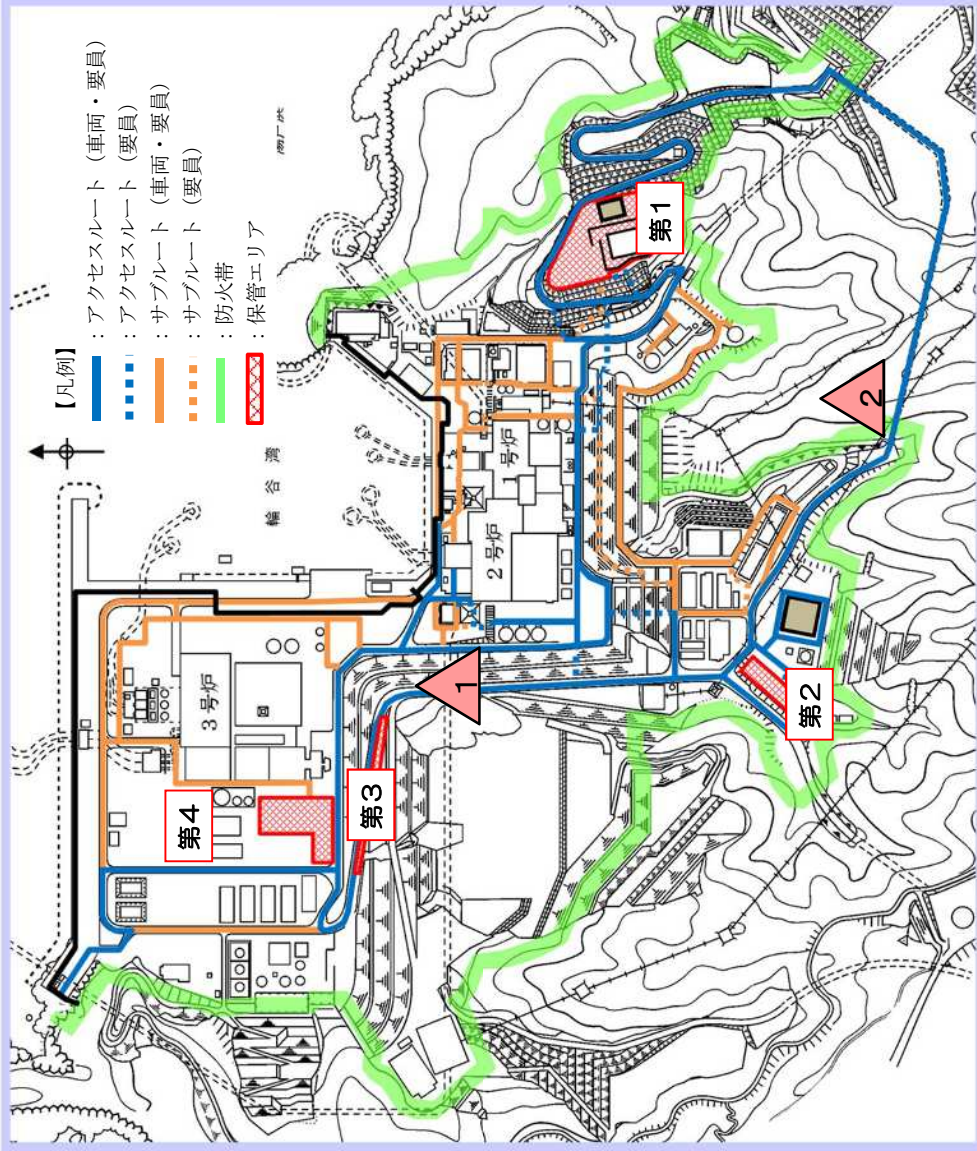 【凡例】
：アクセスルート（車両・要員）
：アクセスルート（要員）
：サブルート（車両・要員）
：サブルート（要員）
：防火帯
：保管エリア
輪谷湾
3号炉
2号炉
1号炉
第4
第3
第1
第2
1
2